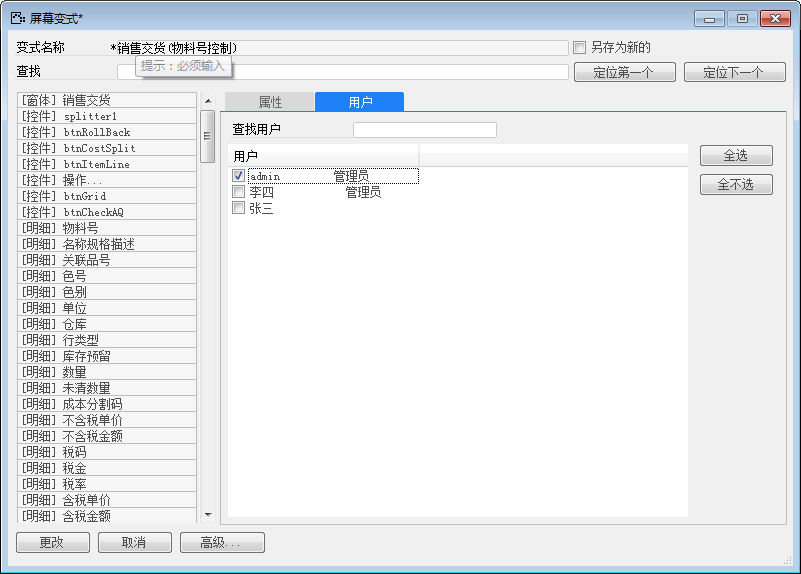 屏幕变式*
变式名称
*销售交货(物料号控制)
另存为新的
提示：必须输入
查找
定位第一个
定位下一个
[窗体] 销售交货
[控件] splitter1
[控件] btnRollBack
[控件] btnCostSplit
[控件] btnItemLine
[控件] 操作...
[控件] btnGrid
[控件] btnCheckAQ
[明细] 物料号
[明细] 名称规格描述
[明细] 关联品号
[明细] 色号
[明细] 色别
[明细] 单位
[明细] 仓库
[明细] 行类型
[明细] 库存预留
[明细] 数量
[明细] 未清数量
[明细] 成本分割码
[明细] 不含税单价
[明细] 不含税金额
[明细] 税码
[明细] 税金
[明细] 税率
[明细] 含税单价
[明细] 含税金额
属性
用户
查找用户
用户
admin 管理员
李四 管理员
张三
全选
全不选
更改
取消
高级...